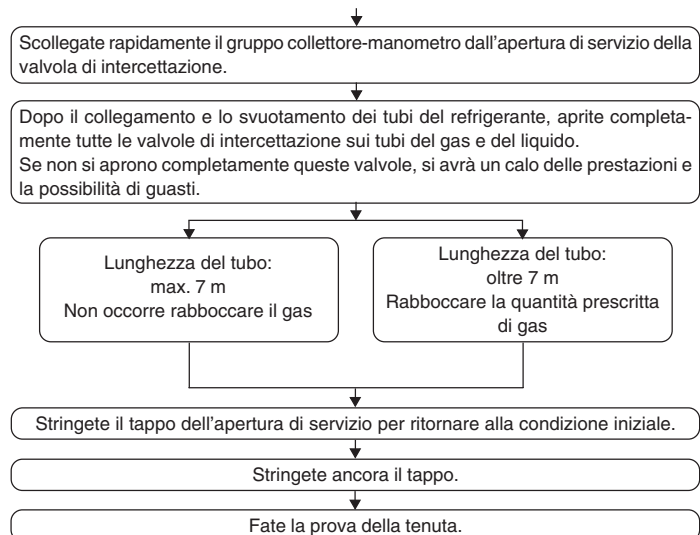 Scollegate rapidamente il gruppo collettore-manometro dall'apertura di servizio della
valvola di intercettazione.
Dopo il collegamento e lo svuotamento dei tubi del refrigerante, aprite completa-
mente tutte le valvole di intercettazione sui tubi del gas e del liquido.
Se non si aprono completamente queste valvole, si avrà un calo delle prestazioni e
la possibilità di guasti.
Lunghezza del tubo:
max. 7 m
Non occorre rabboccare il gas
Lunghezza del tubo:
oltre 7 m
Rabboccare la quantità prescritta
di gas
Stringete il tappo dell'apertura di servizio per ritornare alla condizione iniziale.
Stringete ancora il tappo.
Fate la prova della tenuta.